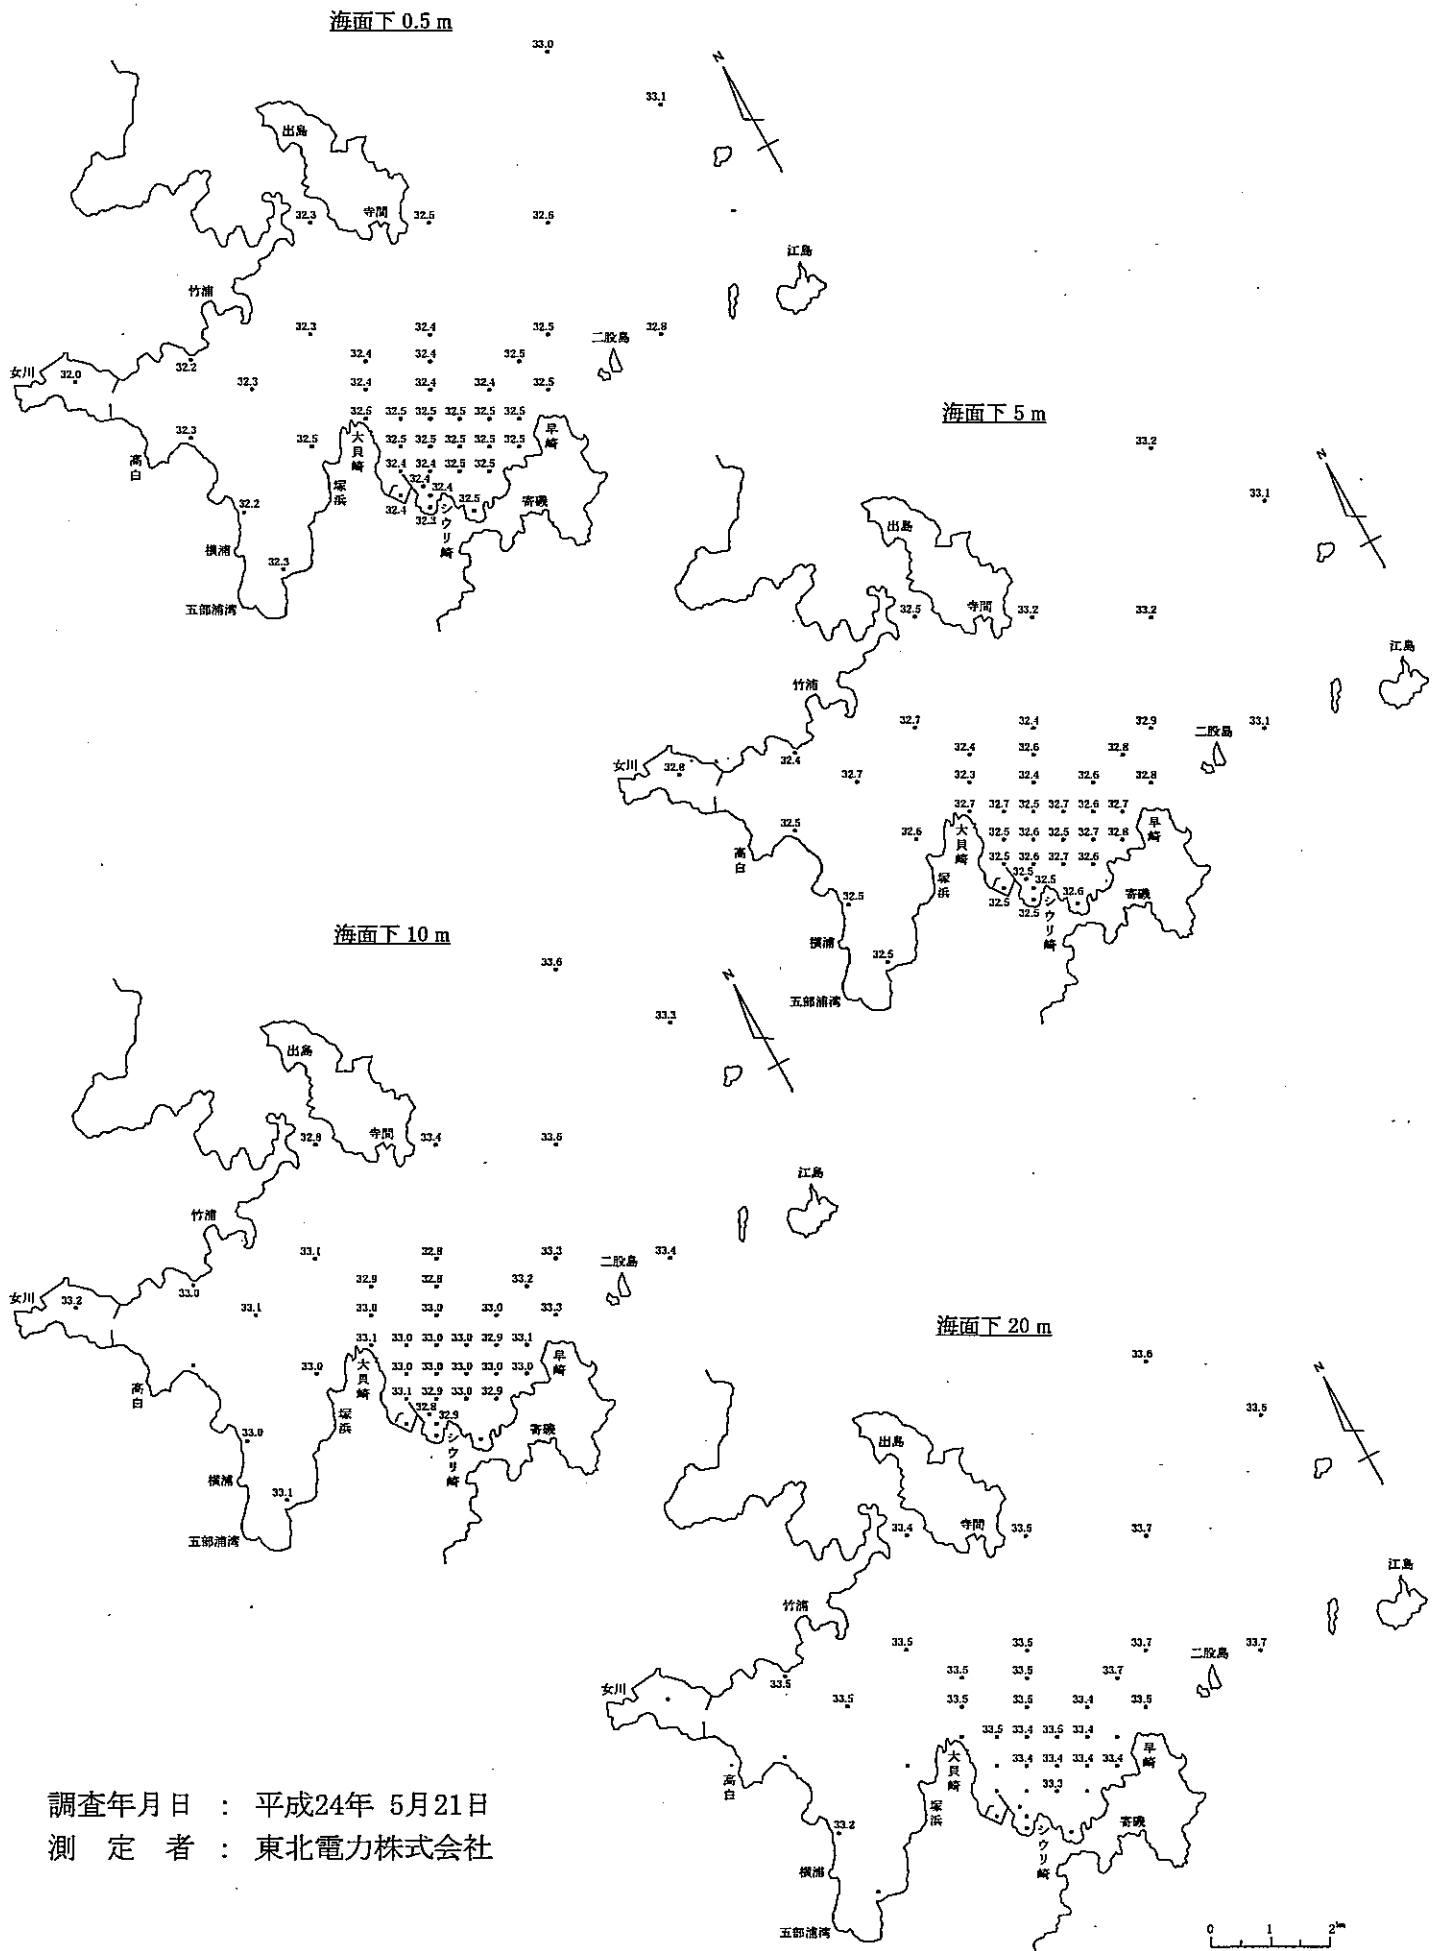 海面下 0.5 m
33.0
33.1
N
出島
寺間
32.3 32.5 32.6
江島
竹浦
32.3 32.4 32.5 二股島 32.8
32.4 32.4 32.5
女川 32.0 32.2 32.3 32.4 32.4 32.4 32.5
32.5 32.5 32.5 32.5 32.5 32.5
32.3 32.5 大貝崎 32.5 32.5 32.5 32.5 32.5 早崎
高白 32.4 32.4 32.5 32.5
塚浜 32.4 32.4
32.2 32.4 32.3 シウリ崎 32.5 寄磯
横浦
32.3
五部浦湾
海面下 5 m
33.2
33.1
N
出島
寺間
32.5 33.2 33.2
江島
竹浦
32.7 32.4 32.9 二股島 33.1
32.4 32.4 32.6 32.8
女川 32.7 32.3 32.4 32.6 32.8
32.7 32.7 32.5 32.7 32.6 32.7
32.5 大貝崎 32.5 32.6 32.5 32.7 32.8 早崎
高白 32.5 32.6 32.7 32.6
塚浜 32.5 32.5
32.5 32.5 32.5 シウリ崎 32.6 寄磯
横浦
32.5
五部浦湾
海面下 10 m
33.6
33.3
N
出島
寺間
32.8 33.4 33.5
江島
竹浦
33.1 32.8 33.3 二股島 33.4
32.9 32.8 33.2
女川 33.2 33.0 33.1 33.0 33.0 33.0 33.3
33.1 33.0 33.0 33.0 32.9 33.1
33.0 大貝崎 33.0 33.0 33.0 33.0 33.0 早崎
高白 33.1 32.9 33.0 32.9
塚浜 32.8 32.9
33.0 シウリ崎 寄磯
横浦
33.1
五部浦湾
海面下 20 m
33.6
33.5
N
出島
寺間
33.4 33.5 33.7
江島
竹浦
33.5 33.5 33.7 二股島 33.7
33.5 33.5 33.5 33.7
女川 33.5 33.5 33.5 33.4 33.5
33.5 33.4 33.5 33.4
大貝崎 33.4 33.4 33.4 33.4 早崎
高白 33.3
塚浜
33.2 シウリ崎 寄磯
横浦
五部浦湾
0 1 2km
調査年月日 : 平成24年 5月21日
測 定 者 : 東北電力株式会社